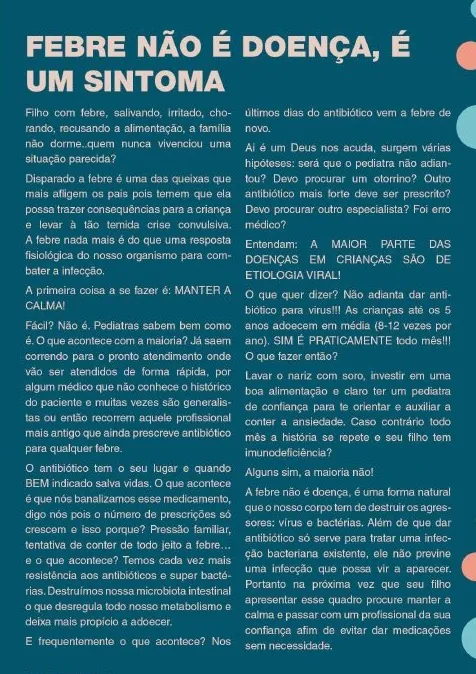 FEBRE NÃO É DOENÇA, É
UM SINTOMA
Filho com febre, salivando, irritado, cho-
rando, recusando a alimentação, a família
não dorme..quem nunca vivenciou uma
situação parecida?
Disparado a febre é uma das queixas que
mais afligem os pais pois temem que ela
possa trazer consequências para a criança
e levar à tão temida crise convulsiva.
A febre nada mais é do que uma resposta
fisiológica do nosso organismo para com-
bater a infecção.
A primeira coisa a se fazer é: MANTER A
CALMA!
Fácil? Não é. Pediatras sabem bem como
é. O que acontece com a maioria? Já saem
correndo para o pronto atendimento onde
vão ser atendidos de forma rápida, por
algum médico que não conhece o histórico
do paciente e muitas vezes são generalis-
tas ou então recorrem aquele profissional
mais antigo que ainda prescreve antibiótico
para qualquer febre.
O antibiótico tem o seu lugar e quando
BEM indicado salva vidas. O que acontece
é que nós banalizamos esse medicamento,
digo nós pois o número de prescrições só
crescem e isso porque? Pressão familiar,
tentativa de conter de todo jeito a febre...
e o que acontece? Temos cada vez mais
resistência aos antibióticos e super bacté-
rias. Destruímos nossa microbiota intestinal
o que desregula todo nosso metabolismo e
deixa mais propício a adoecer.
E frequentemente o que acontece? Nos
últimos dias do antibiótico vem a febre de
novo.
Ai é um Deus nos acuda, surgem várias
hipóteses: será que o pediatra não adian-
tou? Devo procurar um otorrino? Outro
antibiótico mais forte deve ser prescrito?
Devo procurar outro especialista? Foi erro
médico?
Entendam: A MAIOR PARTE DAS
DOENÇAS EM CRIANÇAS SÃO DE
ETIOLOGIA VIRAL!
O que quer dizer? Não adianta dar anti-
biótico para vírus!!! As crianças até os 5
anos adoecem em média (8-12 vezes por
ano). SIM É PRATICAMENTE todo mês!!!
O que fazer então?
Lavar o nariz com soro, investir em uma
boa alimentação e claro ter um pediatra
de confiança para te orientar e auxiliar a
conter a ansiedade. Caso contrário todo
mês a história se repete e seu filho tem
imunodeficiência?
Alguns sim, a maioria não!
A febre não é doença, é uma forma natural
que o nosso corpo tem de destruir os agres-
sores: vírus e bactérias. Além de que dar
antibiótico só serve para tratar uma infec-
ção bacteriana existente, ele não previne
uma infecção que possa vir a aparecer.
Portanto na próxima vez que seu filho
apresentar esse quadro procure manter a
calma e passar com um profissional da sua
confiança afim de evitar dar medicações
sem necessidade.